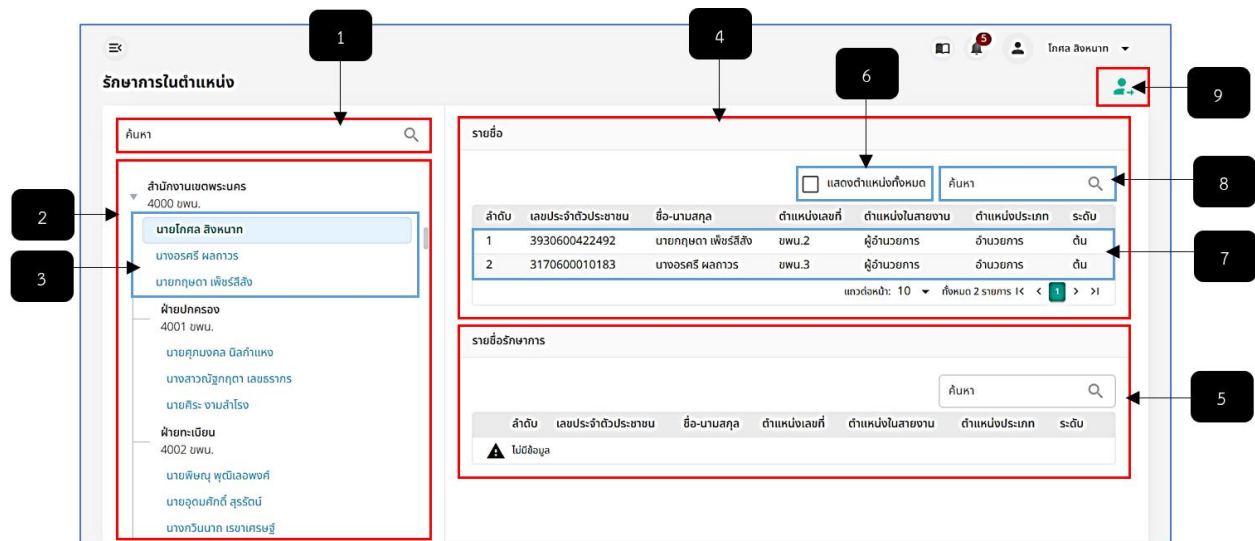 1
4
5
โกศล สิงหนาท
รักษาการในตำแหน่ง
6
9
ค้นหา
รายชื่อ
แสดงตำแหน่งทั้งหมด
ค้นหา
8
2
สำนักงานเขตพระนคร
4000 ขพน.
นายโกศล สิงหนาท
นางอรศรี ผลถาวร
นายกฤษดา เพ็ชร์สีสัง
3
ลำดับ เลขประจำตัวประชาชน ชื่อ-นามสกุล ตำแหน่งเลขที่ ตำแหน่งในสายงาน ตำแหน่งประเภท ระดับ
1 3930600422492 นายกฤษดา เพ็ชร์สีสัง ขพน.2 ผู้อำนวยการ อำนวยการ ต้น
2 3170600010183 นางอรศรี ผลถาวร ขพน.3 ผู้อำนวยการ อำนวยการ ต้น
7
แถวต่อหน้า: 10 ทั้งหมด 2 รายการ 1
ฝ่ายปกครอง
4001 ขพน.
นายศุภมงคล นิลกำแหง
นางสาวณัฐกฤตา เลขธรากร
นายศิระ งามสำโรง
ฝ่ายทะเบียน
4002 ขพน.
นายพิษณุ พุฒิเลอพงศ์
นายอุดมศักดิ์ สุรรัตน์
นางกวินนาถ เรขาเศรษฐ์
รายชื่อรักษาการ
ค้นหา
5
ลำดับ เลขประจำตัวประชาชน ชื่อ-นามสกุล ตำแหน่งเลขที่ ตำแหน่งในสายงาน ตำแหน่งประเภท ระดับ
ไม่มีข้อมูล